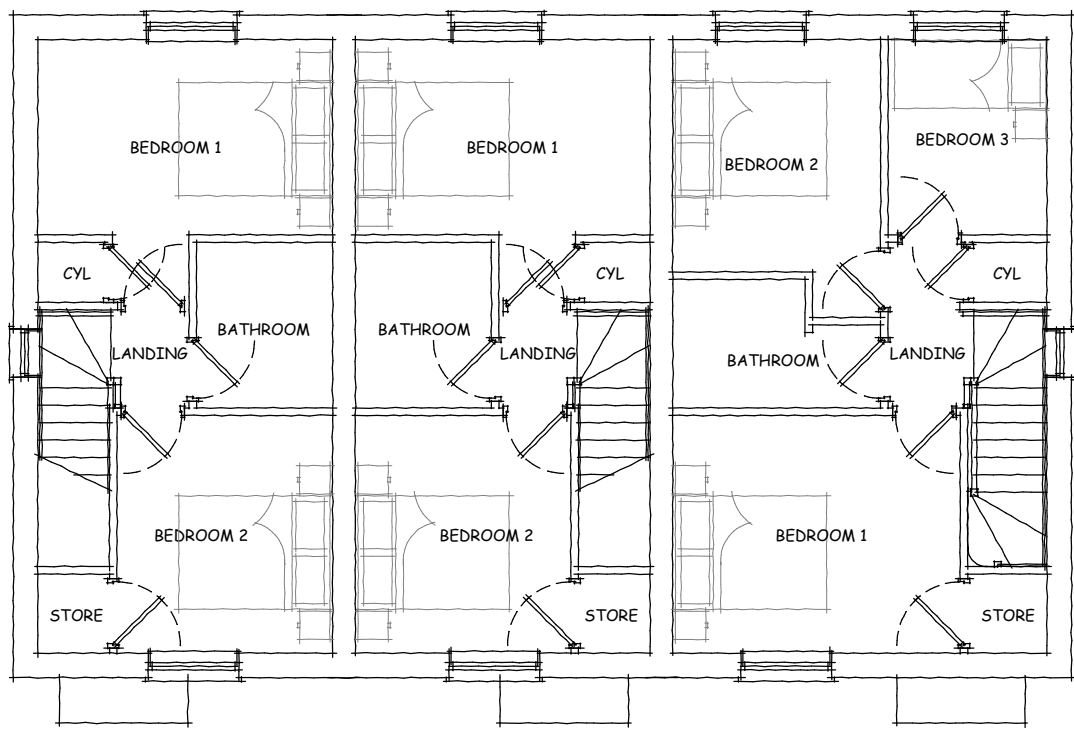 BEDROOM 1
BEDROOM 1
BEDROOM 2
BEDROOM 3
CYL
CYL
CYL
BATHROOM
BATHROOM
BATHROOM
LANDING
LANDING
LANDING
BEDROOM 2
BEDROOM 2
BEDROOM 1
STORE
STORE
STORE